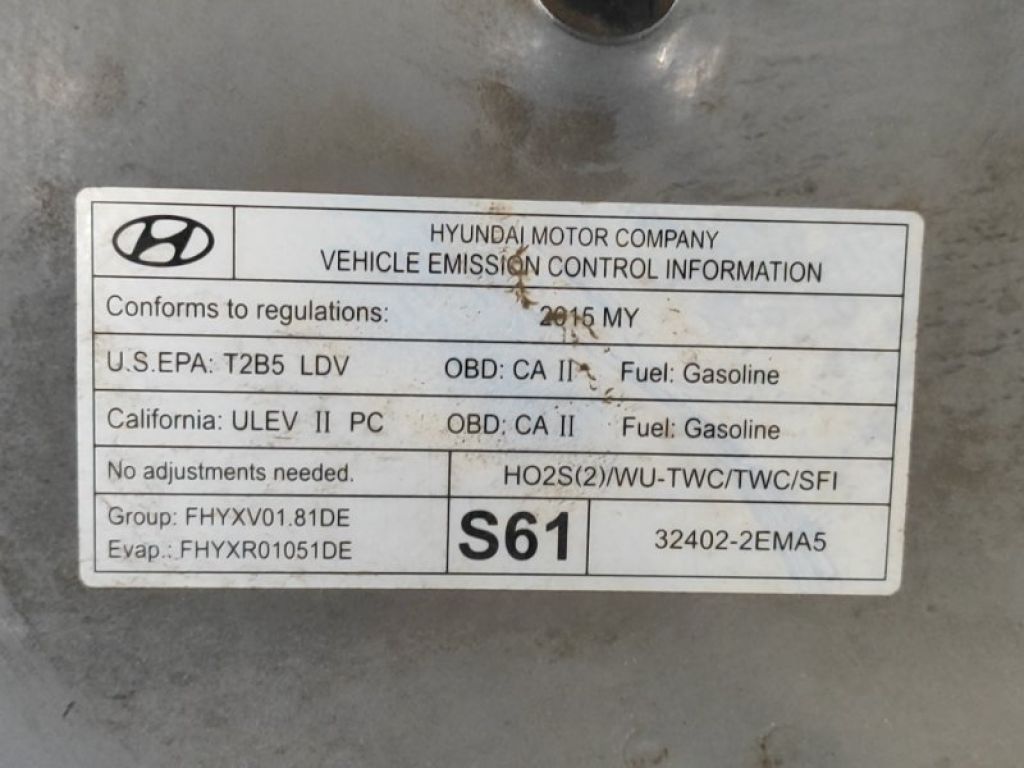 HYUNDAI MOTOR COMPANY
VEHICLE EMISSION CONTROL INFORMATION
Conforms to regulations: 2015 MY
U.S.EPA: T2B5 LDV OBD: CA II Fuel: Gasoline
California: ULEV II PC OBD: CA II Fuel: Gasoline
No adjustments needed. HO2S(2)/WU-TWC/TWC/SFI
Group: FHYXV01.81DE
Evap.: FHYXR01051DE
S61
32402-2EMA5